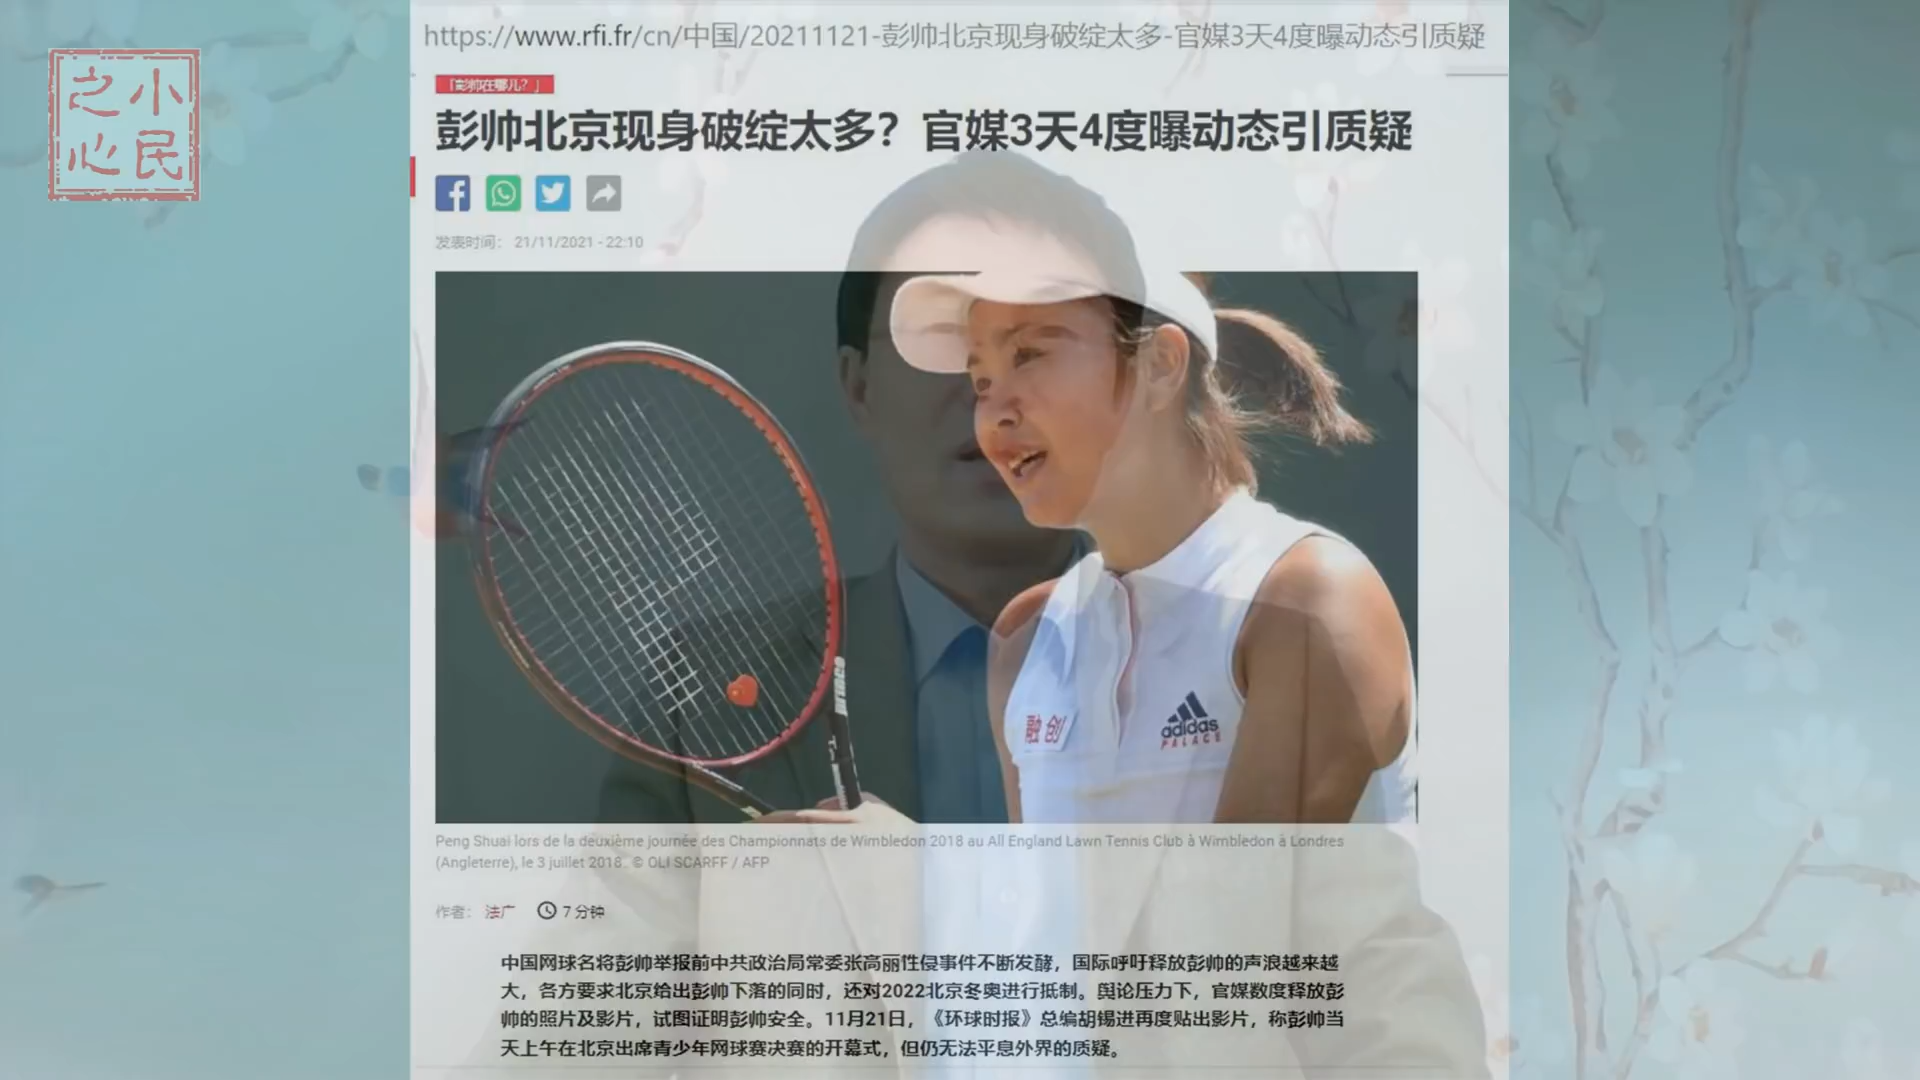 https://www.rfi.fr/cn/中国/20211121-彭帅北京现身破绽太多-官媒3天4度曝动态引质疑
小民之心
「彭帅在哪儿？」
彭帅北京现身破绽太多？官媒3天4度曝动态引质疑
发表时间： 21/11/2021 - 22:10
融创
adidas
PALACE
Peng Shuai lors de la deuxième journée des Championnats de Wimbledon 2018 au All England Lawn Tennis Club à Wimbledon à Londres
(Angleterre), le 3 juillet 2018. © OLI SCARFF / AFP
作者： 法广 7 分钟
中国网球名将彭帅举报前中共政治局常委张高丽性侵事件不断发酵，国际呼吁释放彭帅的声浪越来越
大，各方要求北京给出彭帅下落的同时，还对2022北京冬奥进行抵制。舆论压力下，官媒数度释放彭
帅的照片及影片，试图证明彭帅安全。11月21日，《环球时报》总编胡锡进再度贴出影片，称彭帅当
天上午在北京出席青少年网球赛决赛的开幕式，但仍无法平息外界的质疑。